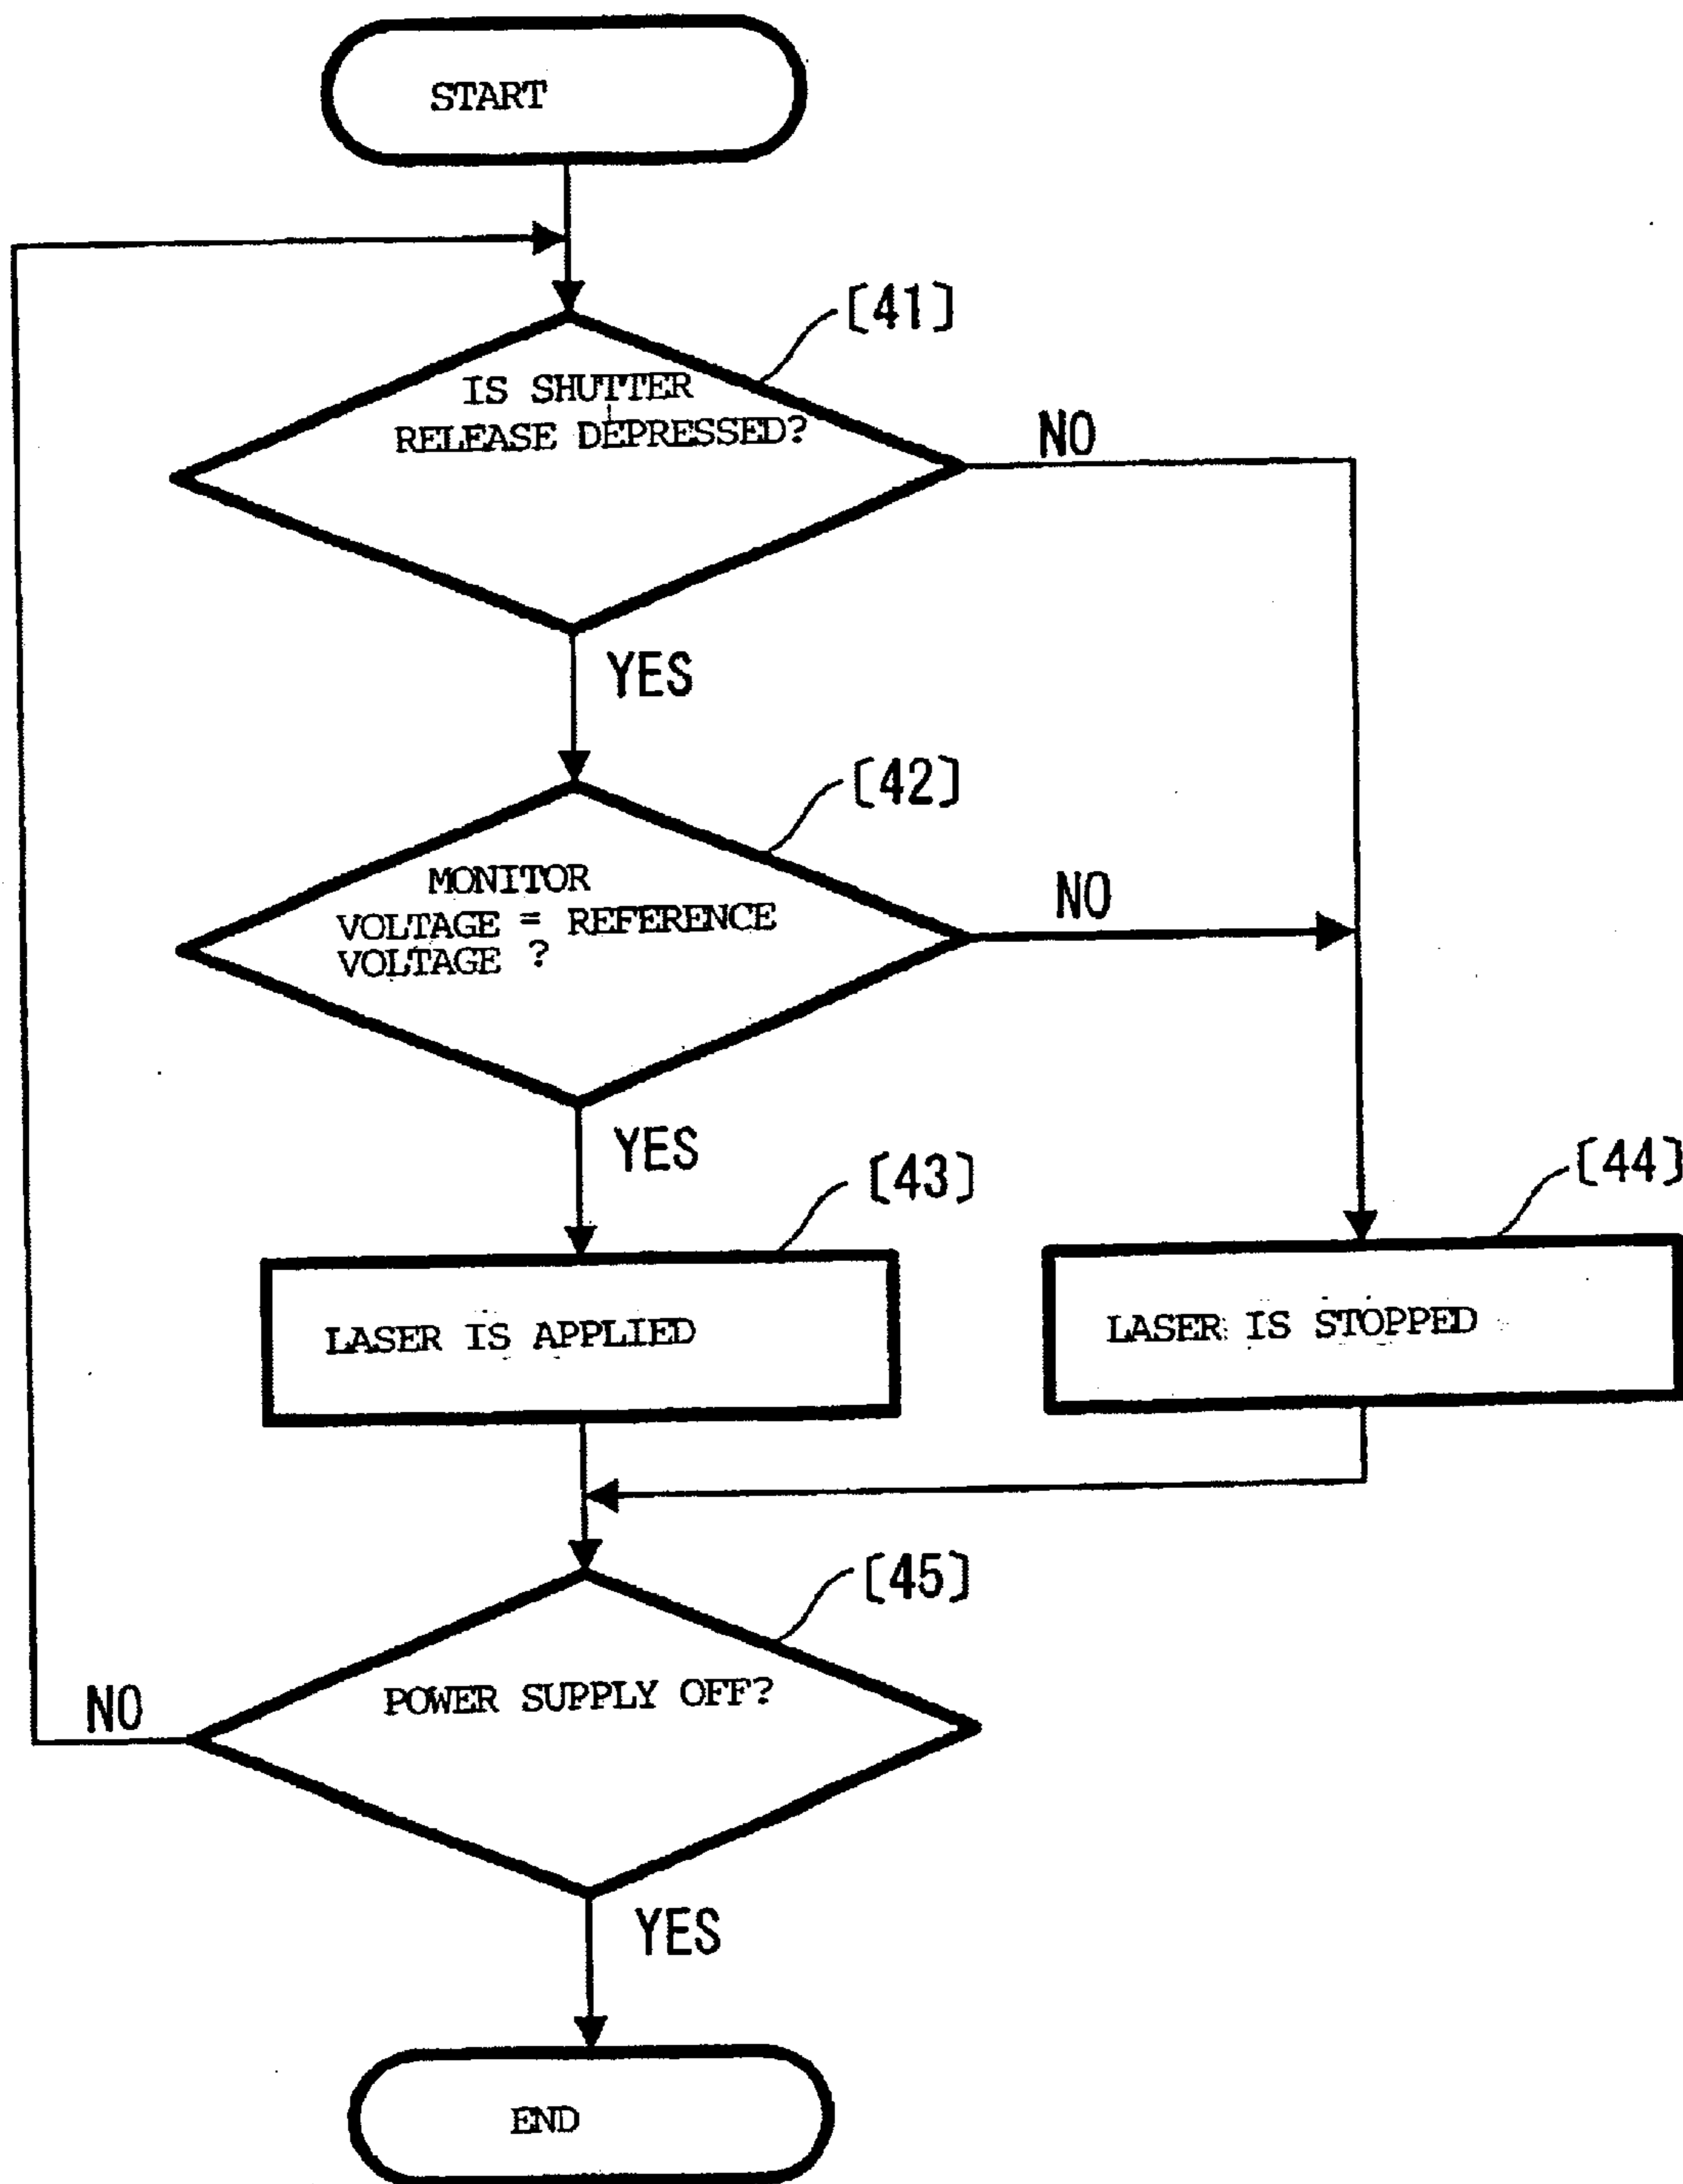 START
[41]
IS SHUTTER
RELEASE DEPRESSED?
NO
YES
[42]
MONITOR
VOLTAGE = REFERENCE
VOLTAGE ?
NO
YES
[43]
[44]
LASER IS APPLIED
LASER IS STOPPED
[45]
POWER SUPPLY OFF?
NO
YES
END